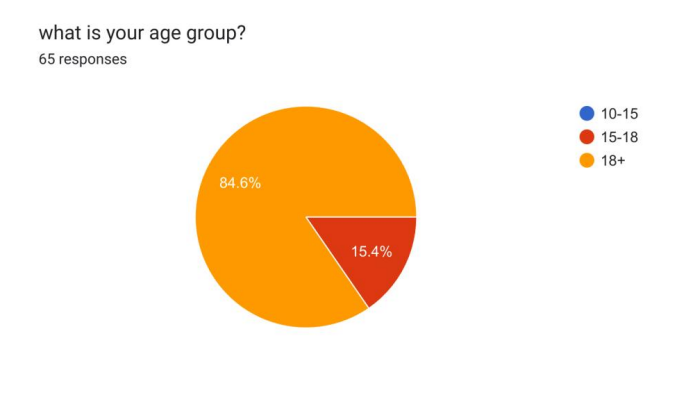 what is your age group?
65 responses
10-15
15-18
18+
84.6%
15.4%